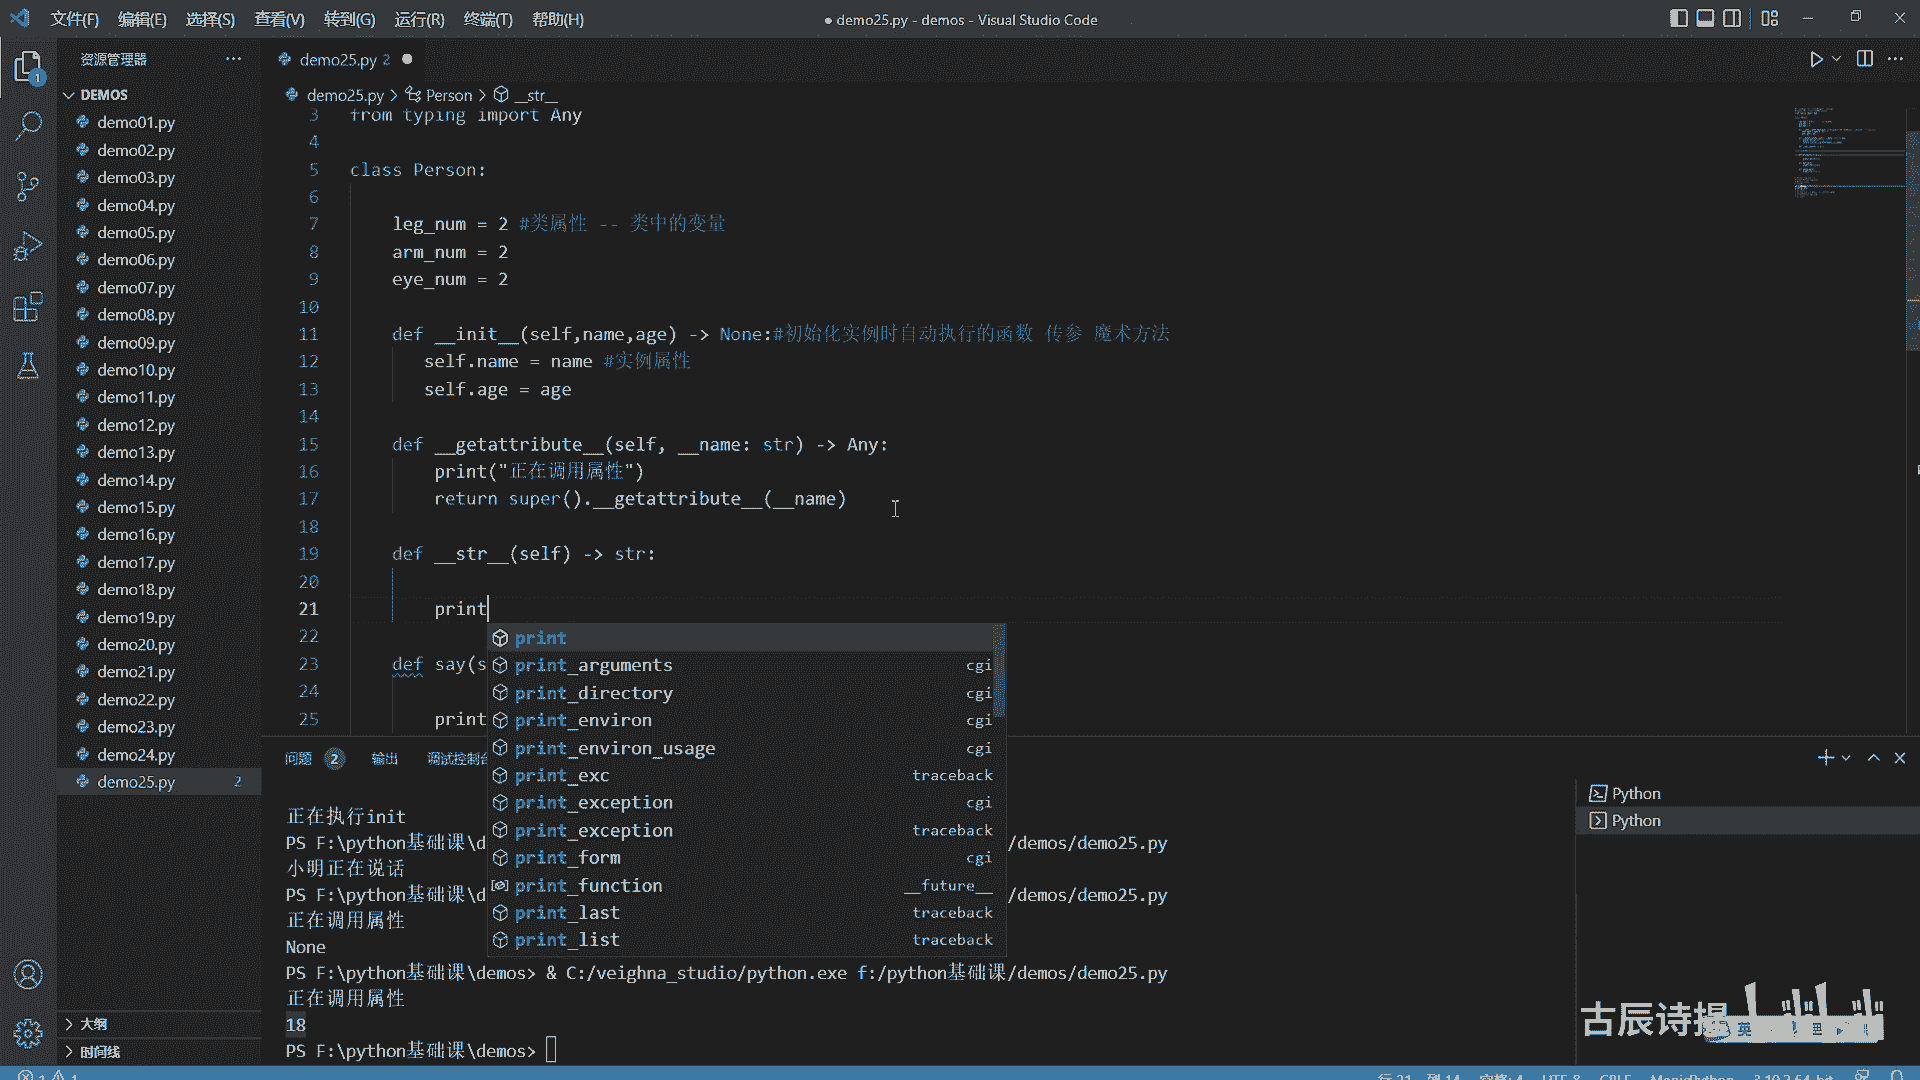 文件(F) 编辑(E) 选择(S) 查看(V) 转到(G) 运行(R) 终端(T) 帮助(H)
● demo25.py - demos - Visual Studio Code
资源管理器
demo25.py 2
DEMOS
demo25.py > Person > __str__
demo01.py
demo02.py
demo03.py
demo04.py
demo05.py
demo06.py
demo07.py
demo08.py
demo09.py
demo10.py
demo11.py
demo12.py
demo13.py
demo14.py
demo15.py
demo16.py
demo17.py
demo18.py
demo19.py
demo20.py
demo21.py
demo22.py
demo23.py
demo24.py
demo25.py 2
大纲
时间线
1
3 from typing import Any
4
5 class Person:
6
7 leg_num = 2 #类属性 -- 类中的变量
8 arm_num = 2
9 eye_num = 2
10
11 def __init__(self,name,age) -> None:#初始化实例时自动执行的函数 传参 魔术方法
12 self.name = name #实例属性
13 self.age = age
14
15 def __getattribute__(self, __name: str) -> Any:
16 print("正在调用属性")
17 return super().__getattribute__(__name)
18
19 def __str__(self) -> str:
20
21 print
22
23 def say(s
24
25 print
print
print_arguments cgi
print_directory cgi
print_environ cgi
print_environ_usage cgi
print_exc traceback
print_exception cgi
print_exception traceback
print_form cgi
print_function __future__
print_last traceback
print_list traceback
问题 2 输出 调试控制台
正在执行init
PS F:\python基础课\d /demos/demo25.py
小明正在说话
PS F:\python基础课\d /demos/demo25.py
正在调用属性
None
PS F:\python基础课\demos> & C:/veighna_studio/python.exe f:/python基础课/demos/demo25.py
正在调用属性
18
PS F:\python基础课\demos>
Python
Python
古辰诗提
英